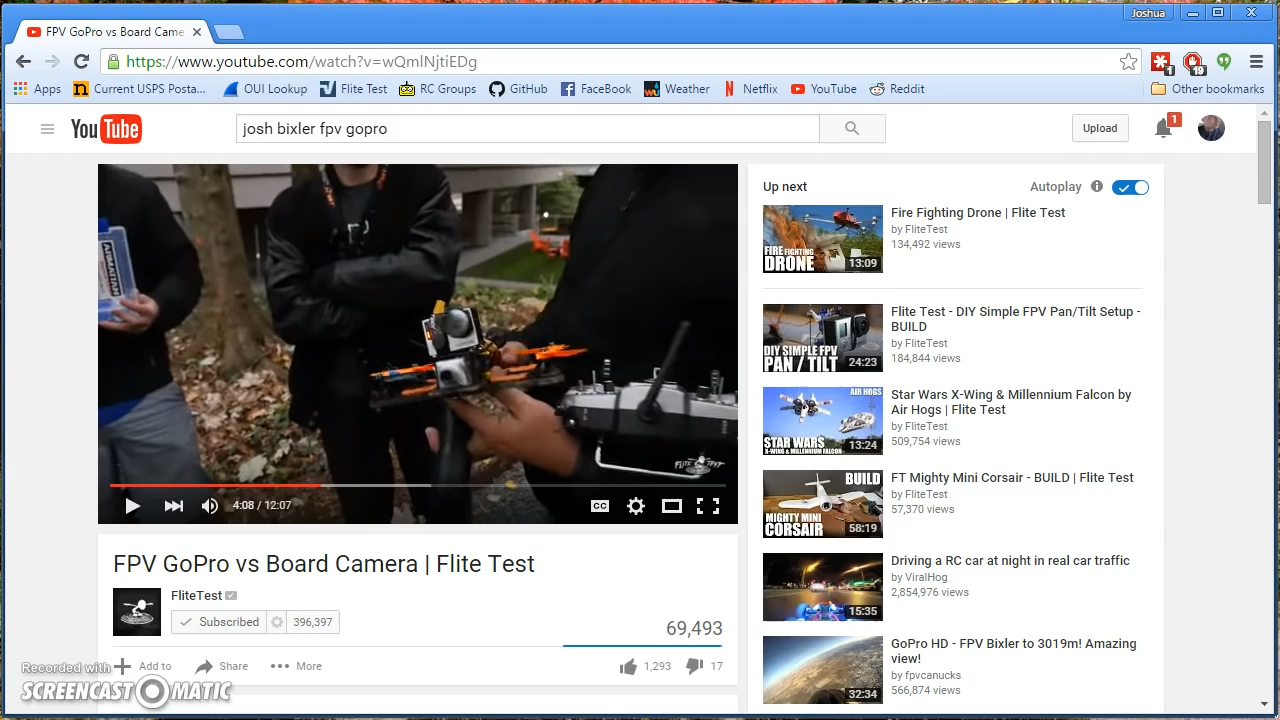 Joshua
FPV GoPro vs Board Came
https://www.youtube.com/watch?v=wQmlNjtiEDg
1
19
Apps
Current USPS Posta...
OUI Lookup
Flite Test
RC Groups
GitHub
FaceBook
Weather
Netflix
YouTube
Reddit
Other bookmarks
YouTube
josh bixler fpv gopro
Upload
1
FLITE TEST
4:08 / 12:07
CC
FPV GoPro vs Board Camera | Flite Test
FliteTest
Subscribed
396,397
69,493
Add to
Share
More
1,293
17
Recorded with
SCREENCAST-O-MATIC
Up next
Autoplay
FIRE FIGHTING
DRONE
13:09
Fire Fighting Drone | Flite Test
by FliteTest
134,492 views
DIY SIMPLE FPV
PAN / TILT
24:23
Flite Test - DIY Simple FPV Pan/Tilt Setup -
BUILD
by FliteTest
184,844 views
AIR HOGS
STAR WARS
X-WING & MILLENNIUM FALCON
13:24
Star Wars X-Wing & Millennium Falcon by
Air Hogs | Flite Test
by FliteTest
509,754 views
BUILD
MIGHTY MINI
CORSAIR
58:19
FT Mighty Mini Corsair - BUILD | Flite Test
by FliteTest
57,370 views
15:35
Driving a RC car at night in real car traffic
by ViralHog
2,854,976 views
32:34
GoPro HD - FPV Bixler to 3019m! Amazing
view!
by fpvcanucks
566,874 views